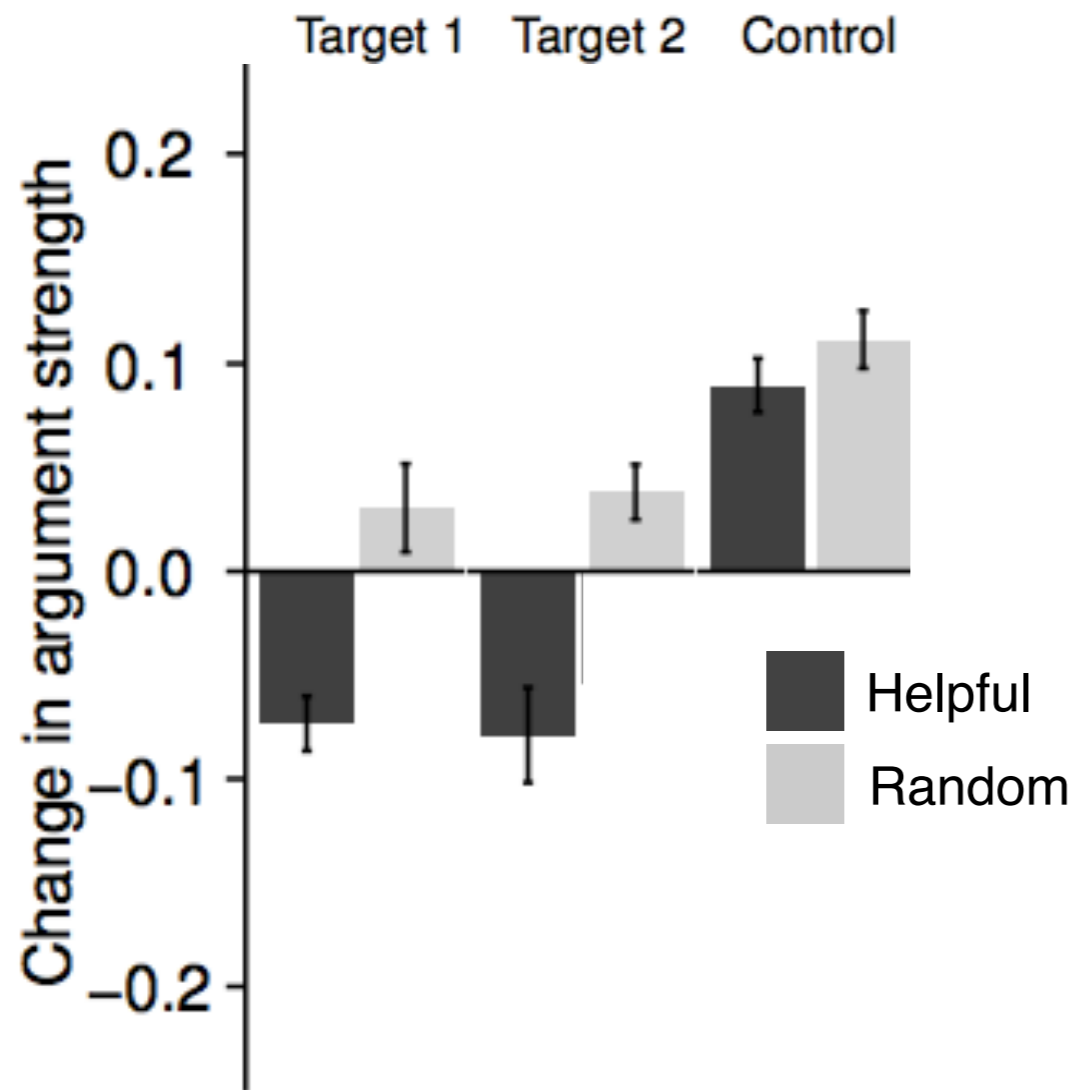 Target 1 Target 2 Control
Change in argument strength
0.2
0.1
0.0
−0.1
−0.2
Helpful
Random